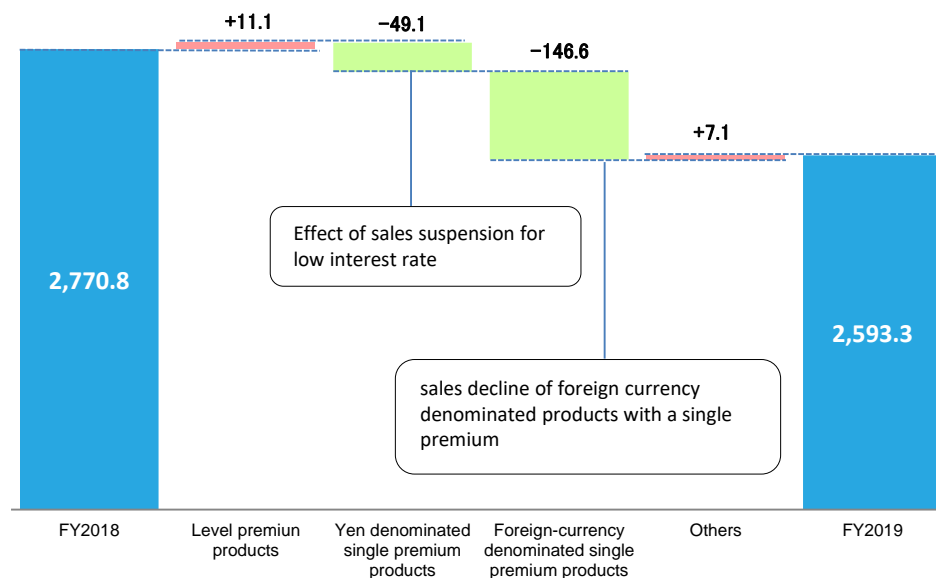 +11.1
−49.1
−146.6
+7.1
Effect of sales suspension for
low interest rate
2,770.8
2,593.3
sales decline of foreign currency
denominated products with a single
premium
FY2018
Level premiun
products
Yen denominated
single premium
products
Foreign-currency
denominated single
premium products
Others
FY2019